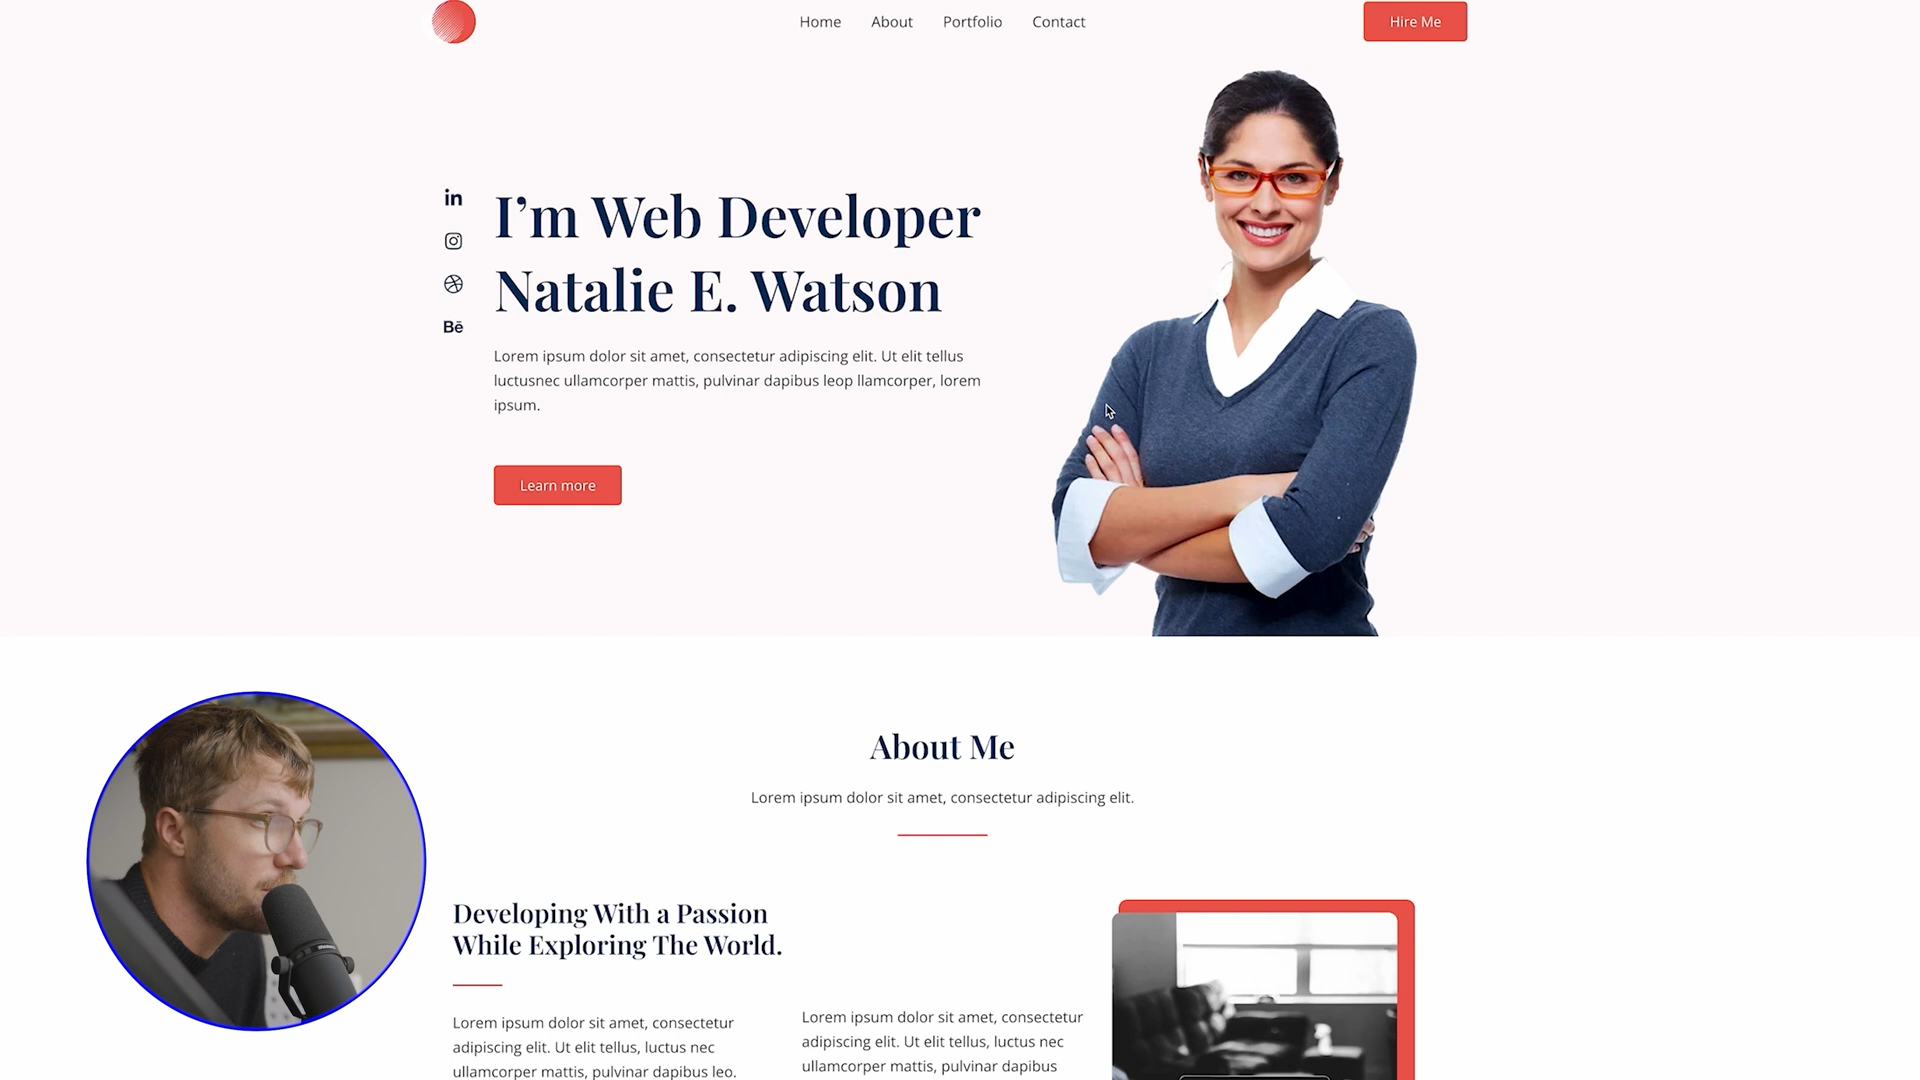 Home
About
Portfolio
Contact
Hire Me
in
I’m Web Developer
Natalie E. Watson
Bē
Lorem ipsum dolor sit amet, consectetur adipiscing elit. Ut elit tellus
luctusnec ullamcorper mattis, pulvinar dapibus leop llamcorper, lorem
ipsum.
Learn more
About Me
Lorem ipsum dolor sit amet, consectetur adipiscing elit.
Developing With a Passion
While Exploring The World.
Lorem ipsum dolor sit amet, consectetur
adipiscing elit. Ut elit tellus, luctus nec
ullamcorper mattis, pulvinar dapibus leo.
Lorem ipsum dolor sit amet, consectetur
adipiscing elit. Ut elit tellus, luctus nec
ullamcorper mattis, pulvinar dapibus